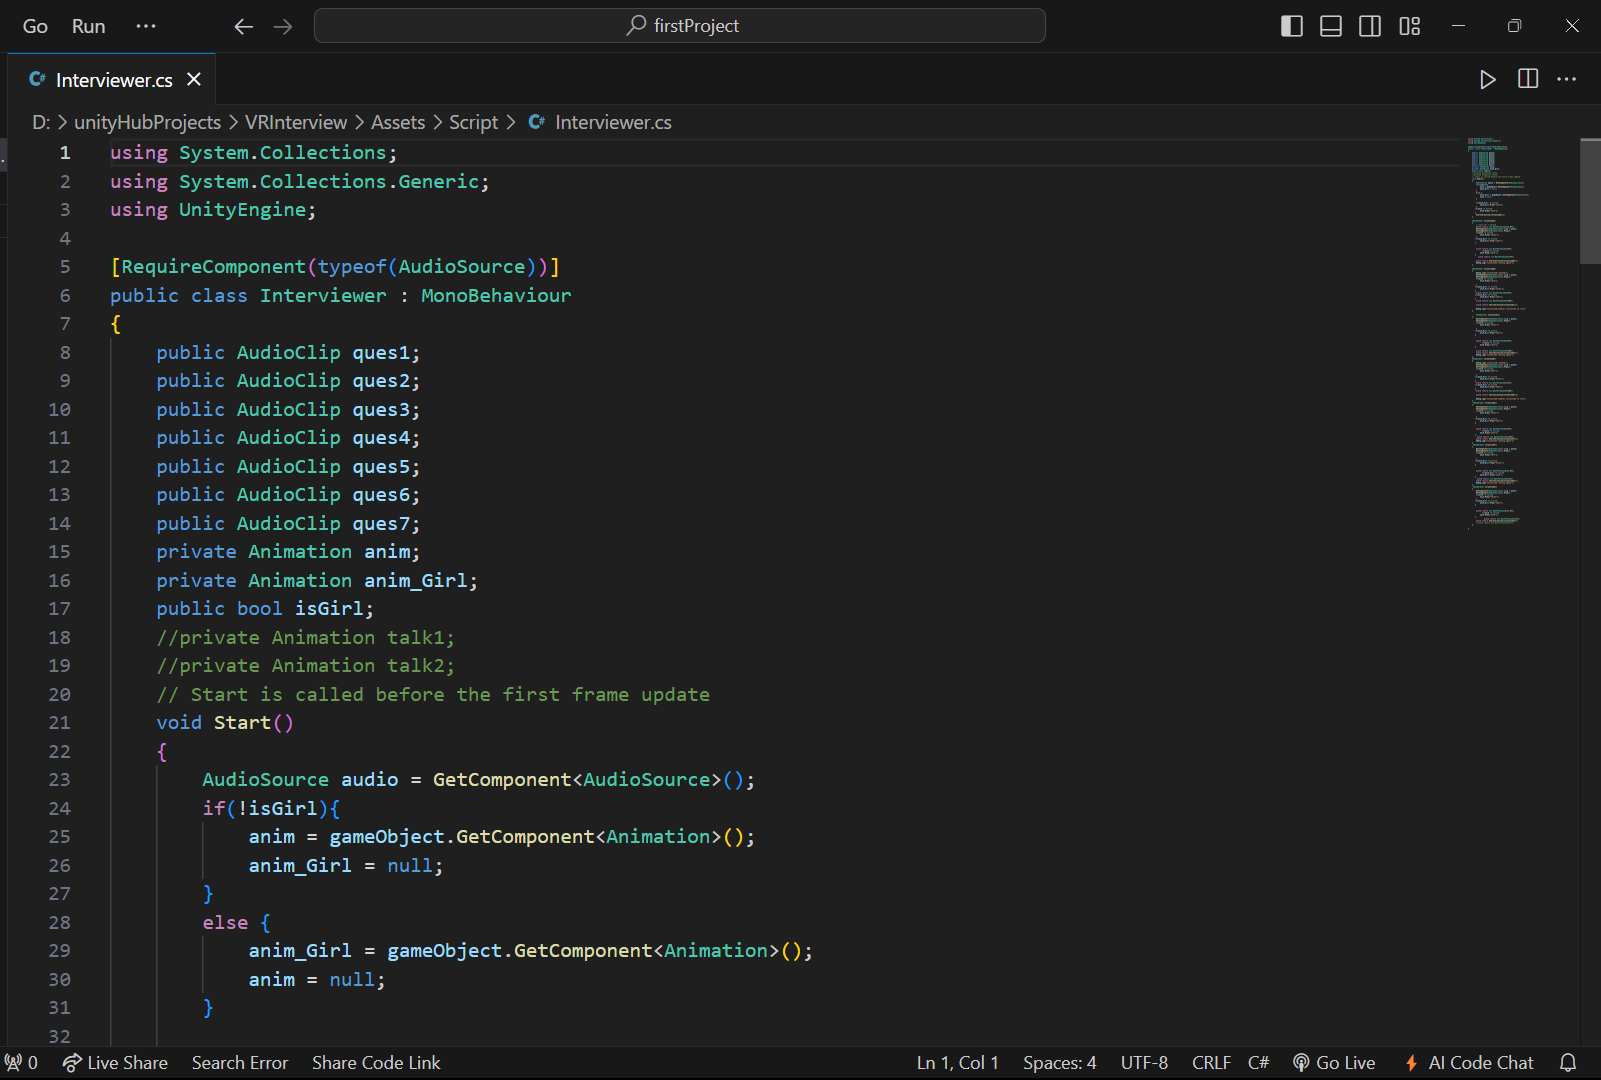 Go Run ···
firstProject
Interviewer.cs
D: > unityHubProjects > VRInterview > Assets > Script > Interviewer.cs
1 using System.Collections;
2 using System.Collections.Generic;
3 using UnityEngine;
4
5 [RequireComponent(typeof(AudioSource))]
6 public class Interviewer : MonoBehaviour
7 {
8 public AudioClip ques1;
9 public AudioClip ques2;
10 public AudioClip ques3;
11 public AudioClip ques4;
12 public AudioClip ques5;
13 public AudioClip ques6;
14 public AudioClip ques7;
15 private Animation anim;
16 private Animation anim_Girl;
17 public bool isGirl;
18 //private Animation talk1;
19 //private Animation talk2;
20 // Start is called before the first frame update
21 void Start()
22 {
23 AudioSource audio = GetComponent<AudioSource>();
24 if(!isGirl){
25 anim = gameObject.GetComponent<Animation>();
26 anim_Girl = null;
27 }
28 else {
29 anim_Girl = gameObject.GetComponent<Animation>();
30 anim = null;
31 }
32
0 Live Share Search Error Share Code Link Ln 1, Col 1 Spaces: 4 UTF-8 CRLF C# Go Live AI Code Chat